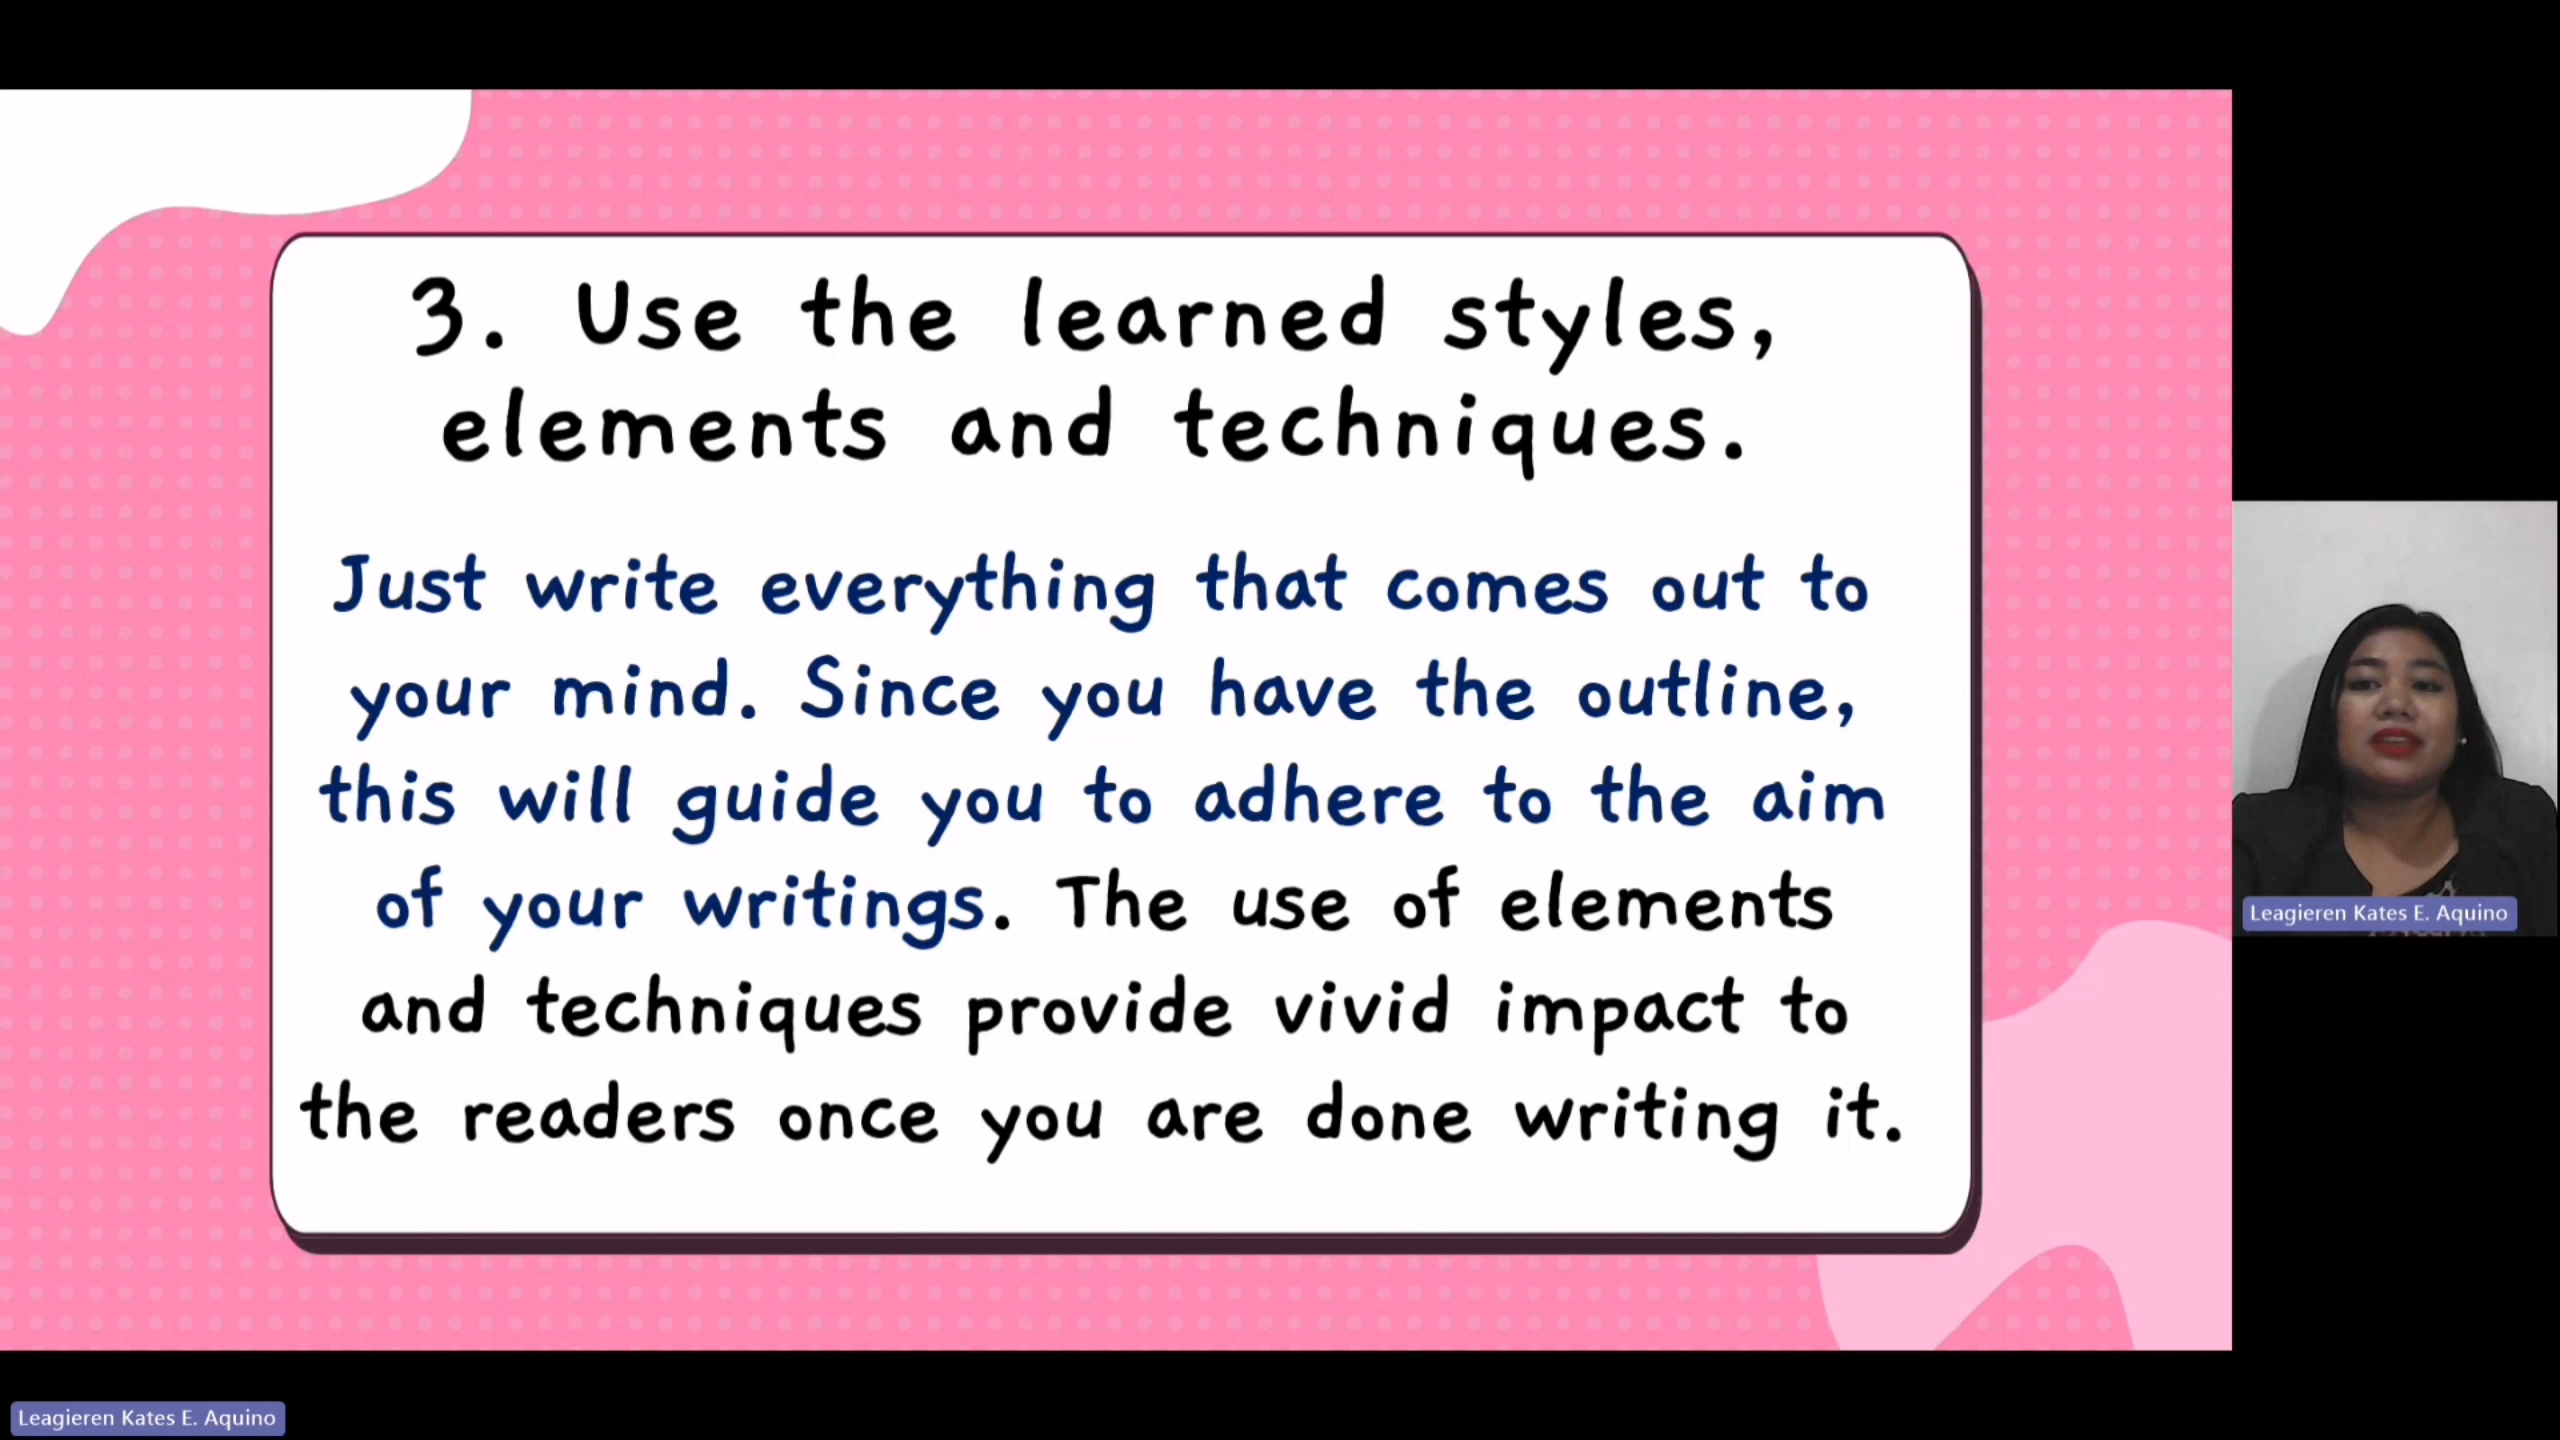 3. Use the learned styles,
elements and techniques.
Just write everything that comes out to
your mind. Since you have the outline,
this will guide you to adhere to the aim
of your writings. The use of elements
and techniques provide vivid impact to
the readers once you are done writing it.
Leagieren Kates E. Aquino
Leagieren Kates E. Aquino